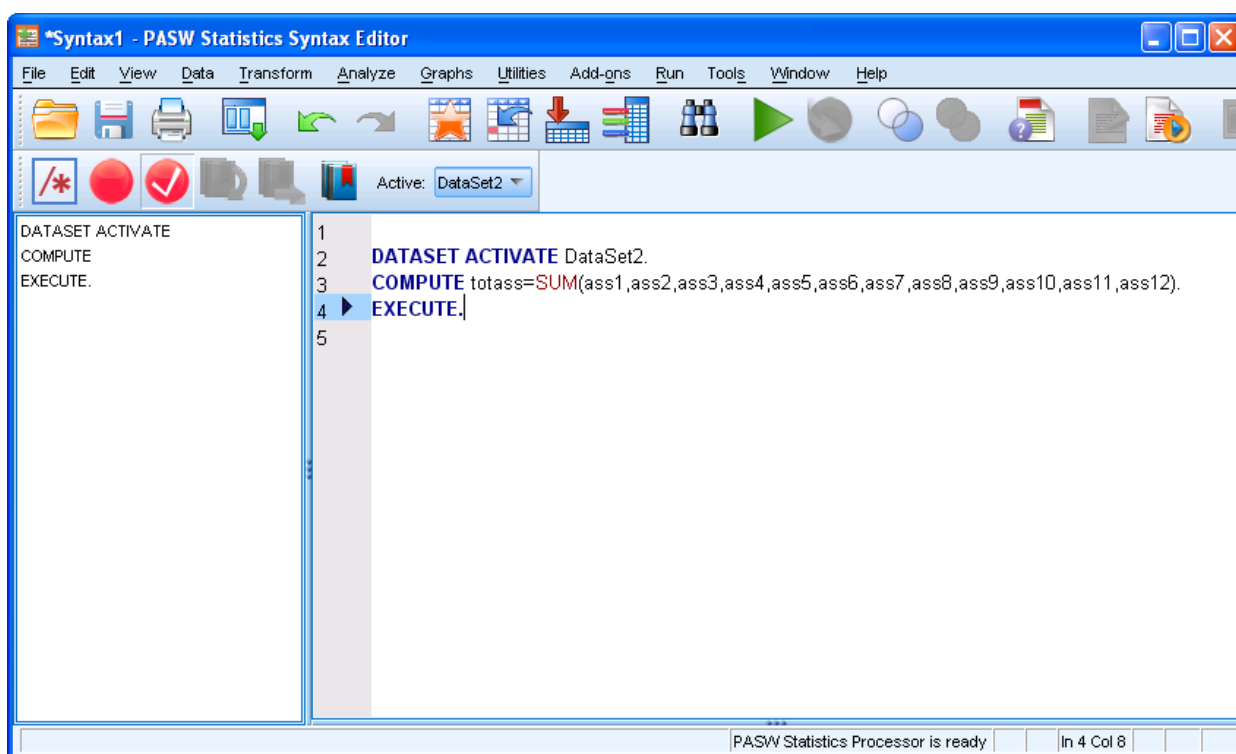 *Syntax1 - PASW Statistics Syntax Editor
File Edit View Data Transform Analyze Graphs Utilities Add-ons Run Tools Window Help
/*
Active: DataSet2
DATASET ACTIVATE
COMPUTE
EXECUTE.
1
2 DATASET ACTIVATE DataSet2.
3 COMPUTE totass=SUM(ass1,ass2,ass3,ass4,ass5,ass6,ass7,ass8,ass9,ass10,ass11,ass12).
4 EXECUTE.
5
PASW Statistics Processor is ready In 4 Col 8